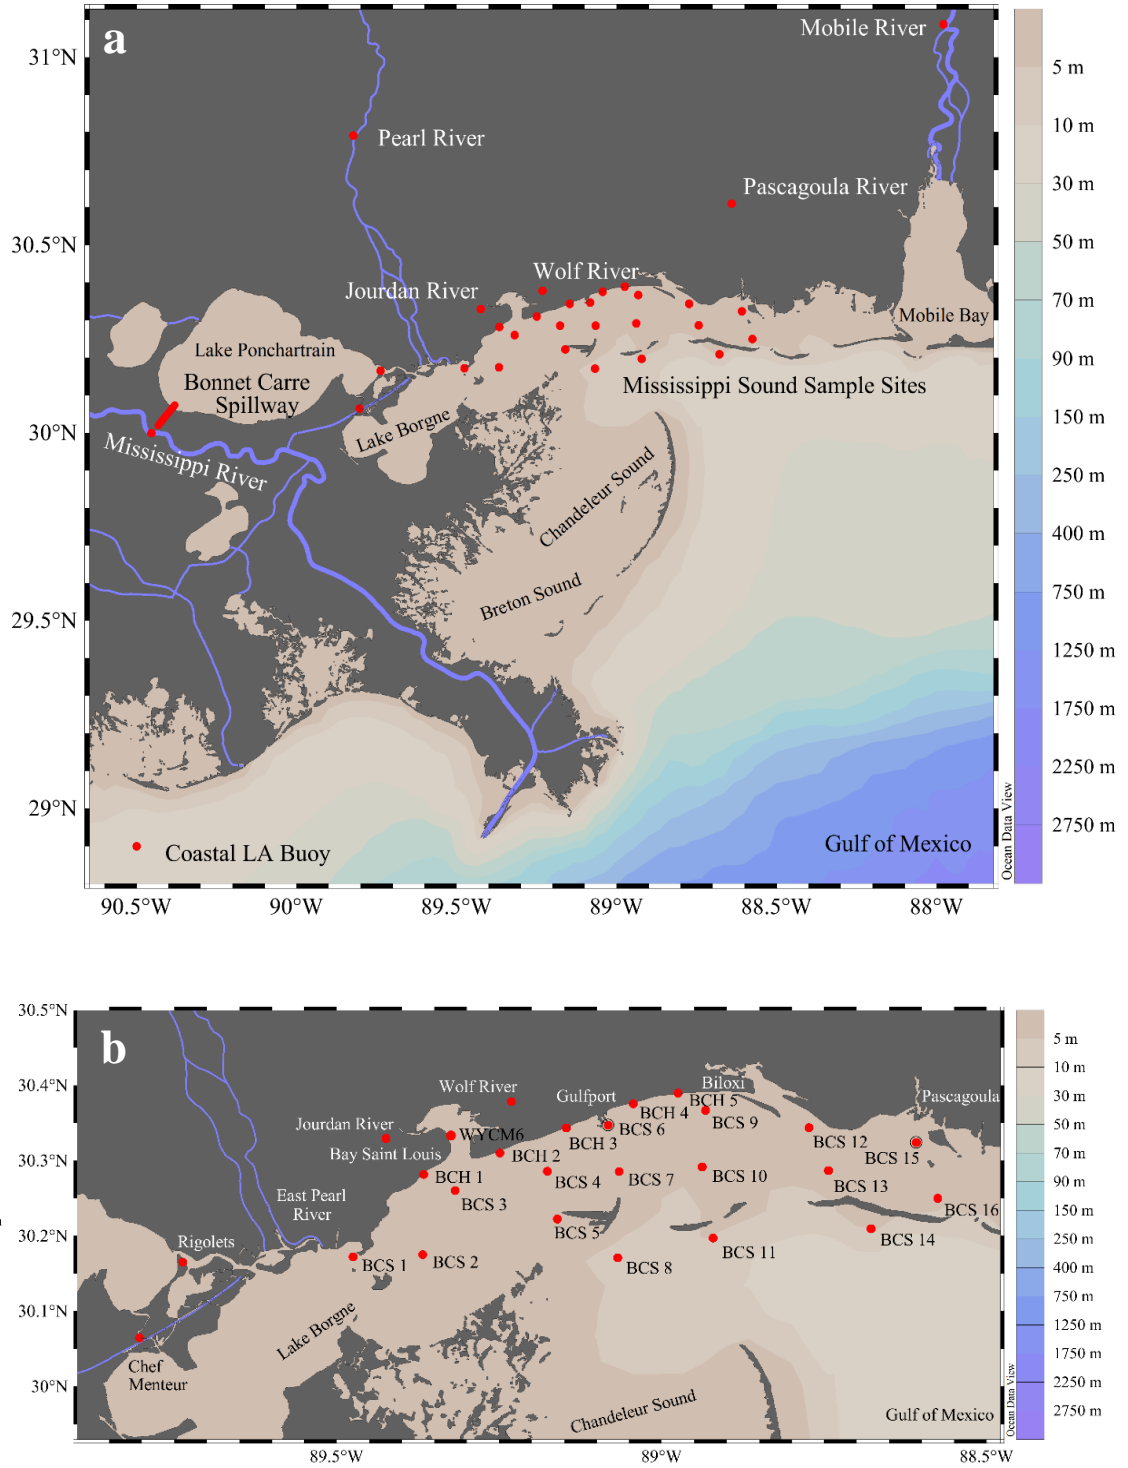 a
Mobile River
31°N
Pearl River
Pascagoula River
30.5°N
Wolf River
Jourdan River
Mobile Bay
Lake Ponchartrain
Bonnet Carre
Spillway
Mississippi Sound Sample Sites
30°N
Lake Borgne
Mississippi River
Chandeleur Sound
Breton Sound
29.5°N
29°N
Coastal LA Buoy
Gulf of Mexico
Ocean Data View
90.5°W 90°W 89.5°W 89°W 88.5°W 88°W
5 m
10 m
30 m
50 m
70 m
90 m
150 m
250 m
400 m
750 m
1250 m
1750 m
2250 m
2750 m
b
30.5°N
30.4°N
30.3°N
30.2°N
30.1°N
30°N
Wolf River
Gulfport
Biloxi
Pascagoula
Jourdan River
WYCM6
Bay Saint Louis
BCH 1
BCH 2
BCH 3
BCH 4
BCH 5
BCS 6
BCS 9
BCS 12
BCS 15
BCS 3
BCS 4
BCS 7
BCS 10
BCS 13
BCS 16
East Pearl
River
Rigolets
BCS 1
BCS 2
BCS 5
BCS 8
BCS 11
BCS 14
Lake Borgne
Chef
Menteur
Chandeleur Sound
Gulf of Mexico
Ocean Data View
89.5°W 89°W 88.5°W
5 m
10 m
30 m
50 m
70 m
90 m
150 m
250 m
400 m
750 m
1250 m
1750 m
2250 m
2750 m